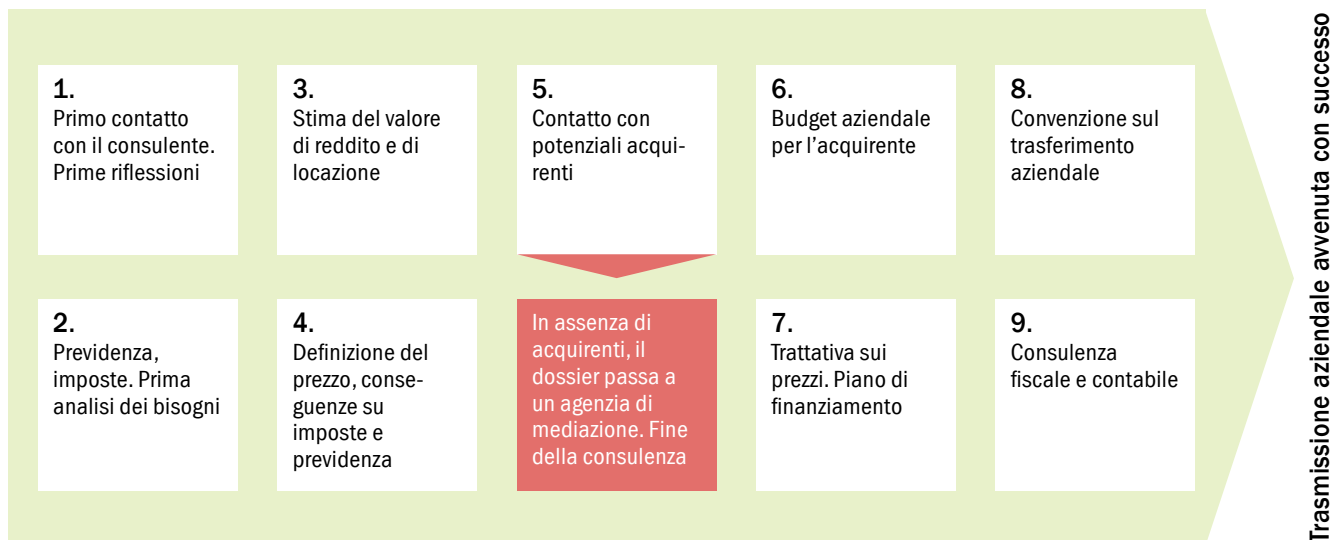 1.
Primo contatto
con il consulente.
Prime riflessioni
2.
Previdenza,
imposte. Prima
analisi dei bisogni
3.
Stima del valore
di reddito e di
locazione
4.
Definizione del
prezzo, conse-
guenze su
imposte e
previdenza
5.
Contatto con
potenziali acqui-
renti
In assenza di
acquirenti, il
dossier passa a
un agenzia di
mediazione. Fine
della consulenza
6.
Budget aziendale
per l'acquirente
7.
Trattativa sui
prezzi. Piano di
finanziamento
8.
Convenzione sul
trasferimento
aziendale
9.
Consulenza
fiscale e contabile
Trasmissione aziendale avvenuta con successo